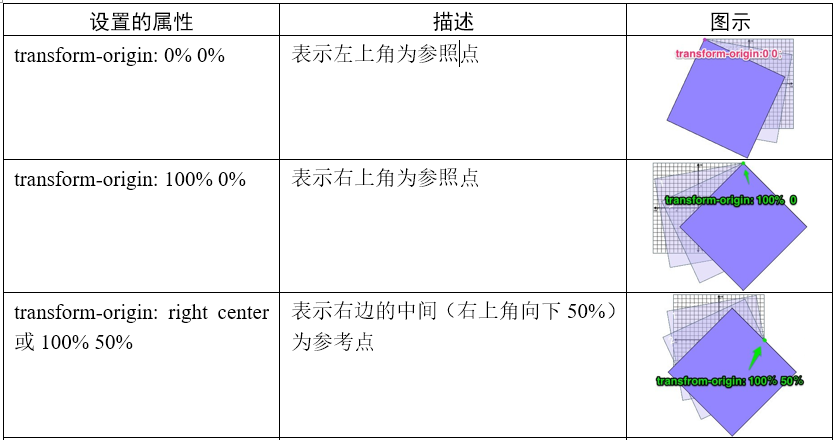 设置的属性 描述 图示
transform-origin: 0% 0% 表示左上角为参照点
transform-origin:0 0
transform-origin: 100% 0% 表示右上角为参照点
transform-origin: 100% 0
transform-origin: right center 表示右边的中间（右上角向下 50%）
或 100% 50% 为参考点
transfrom-origin: 100% 50%